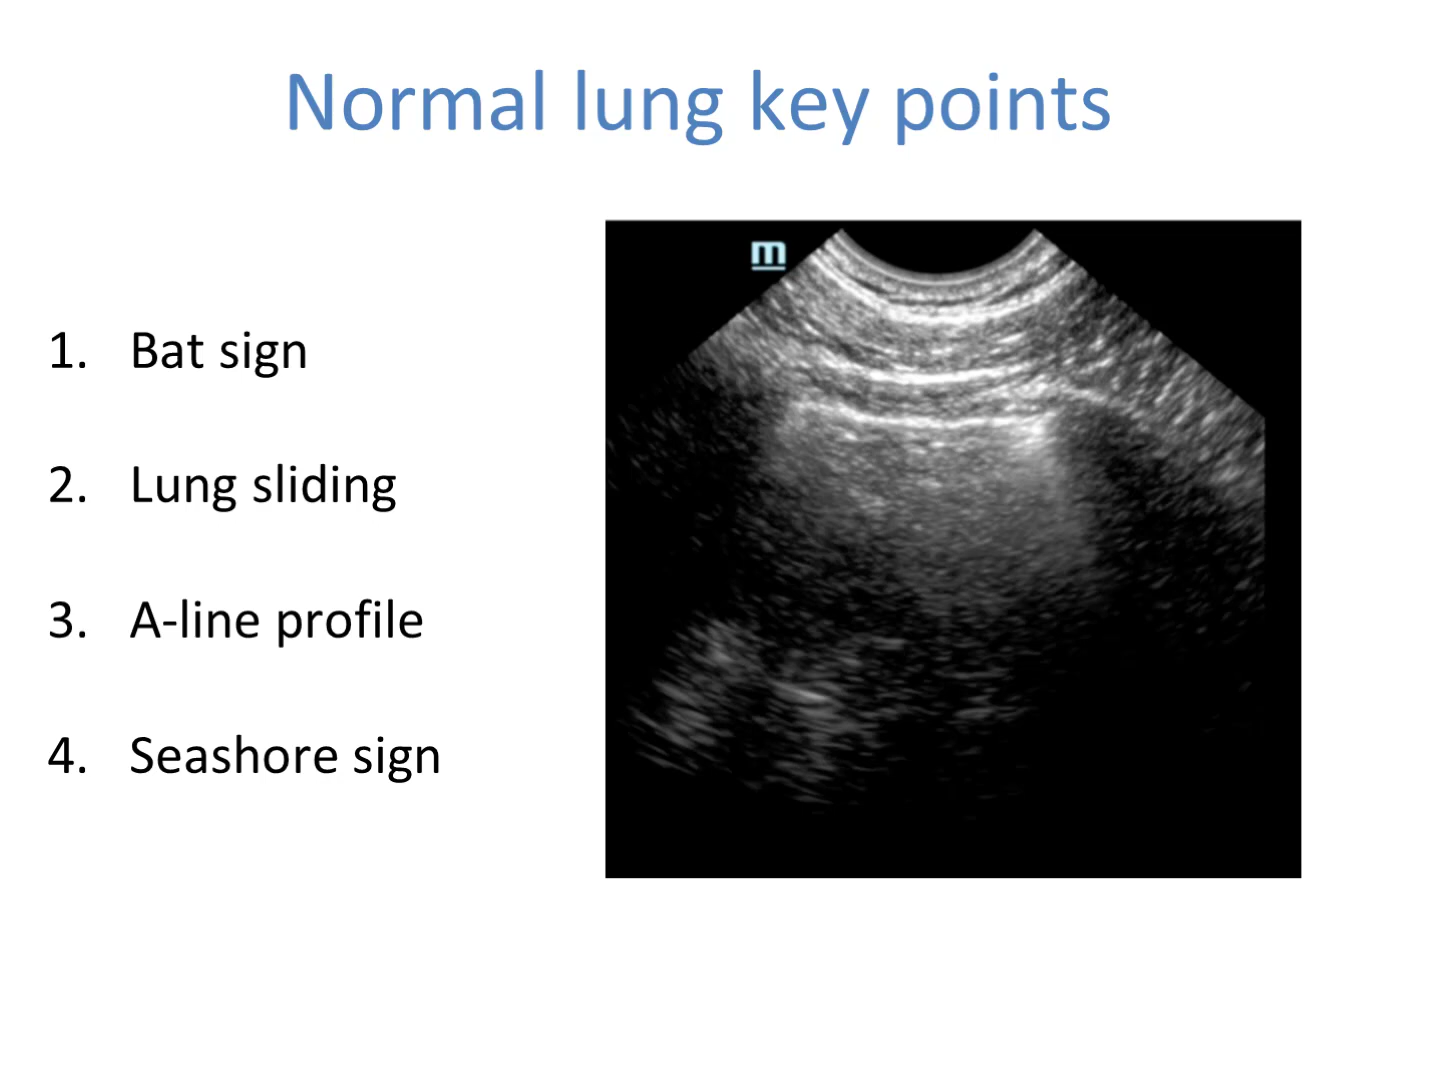 Normal lung key points
m
1. Bat sign
2. Lung sliding
3. A-line profile
4. Seashore sign